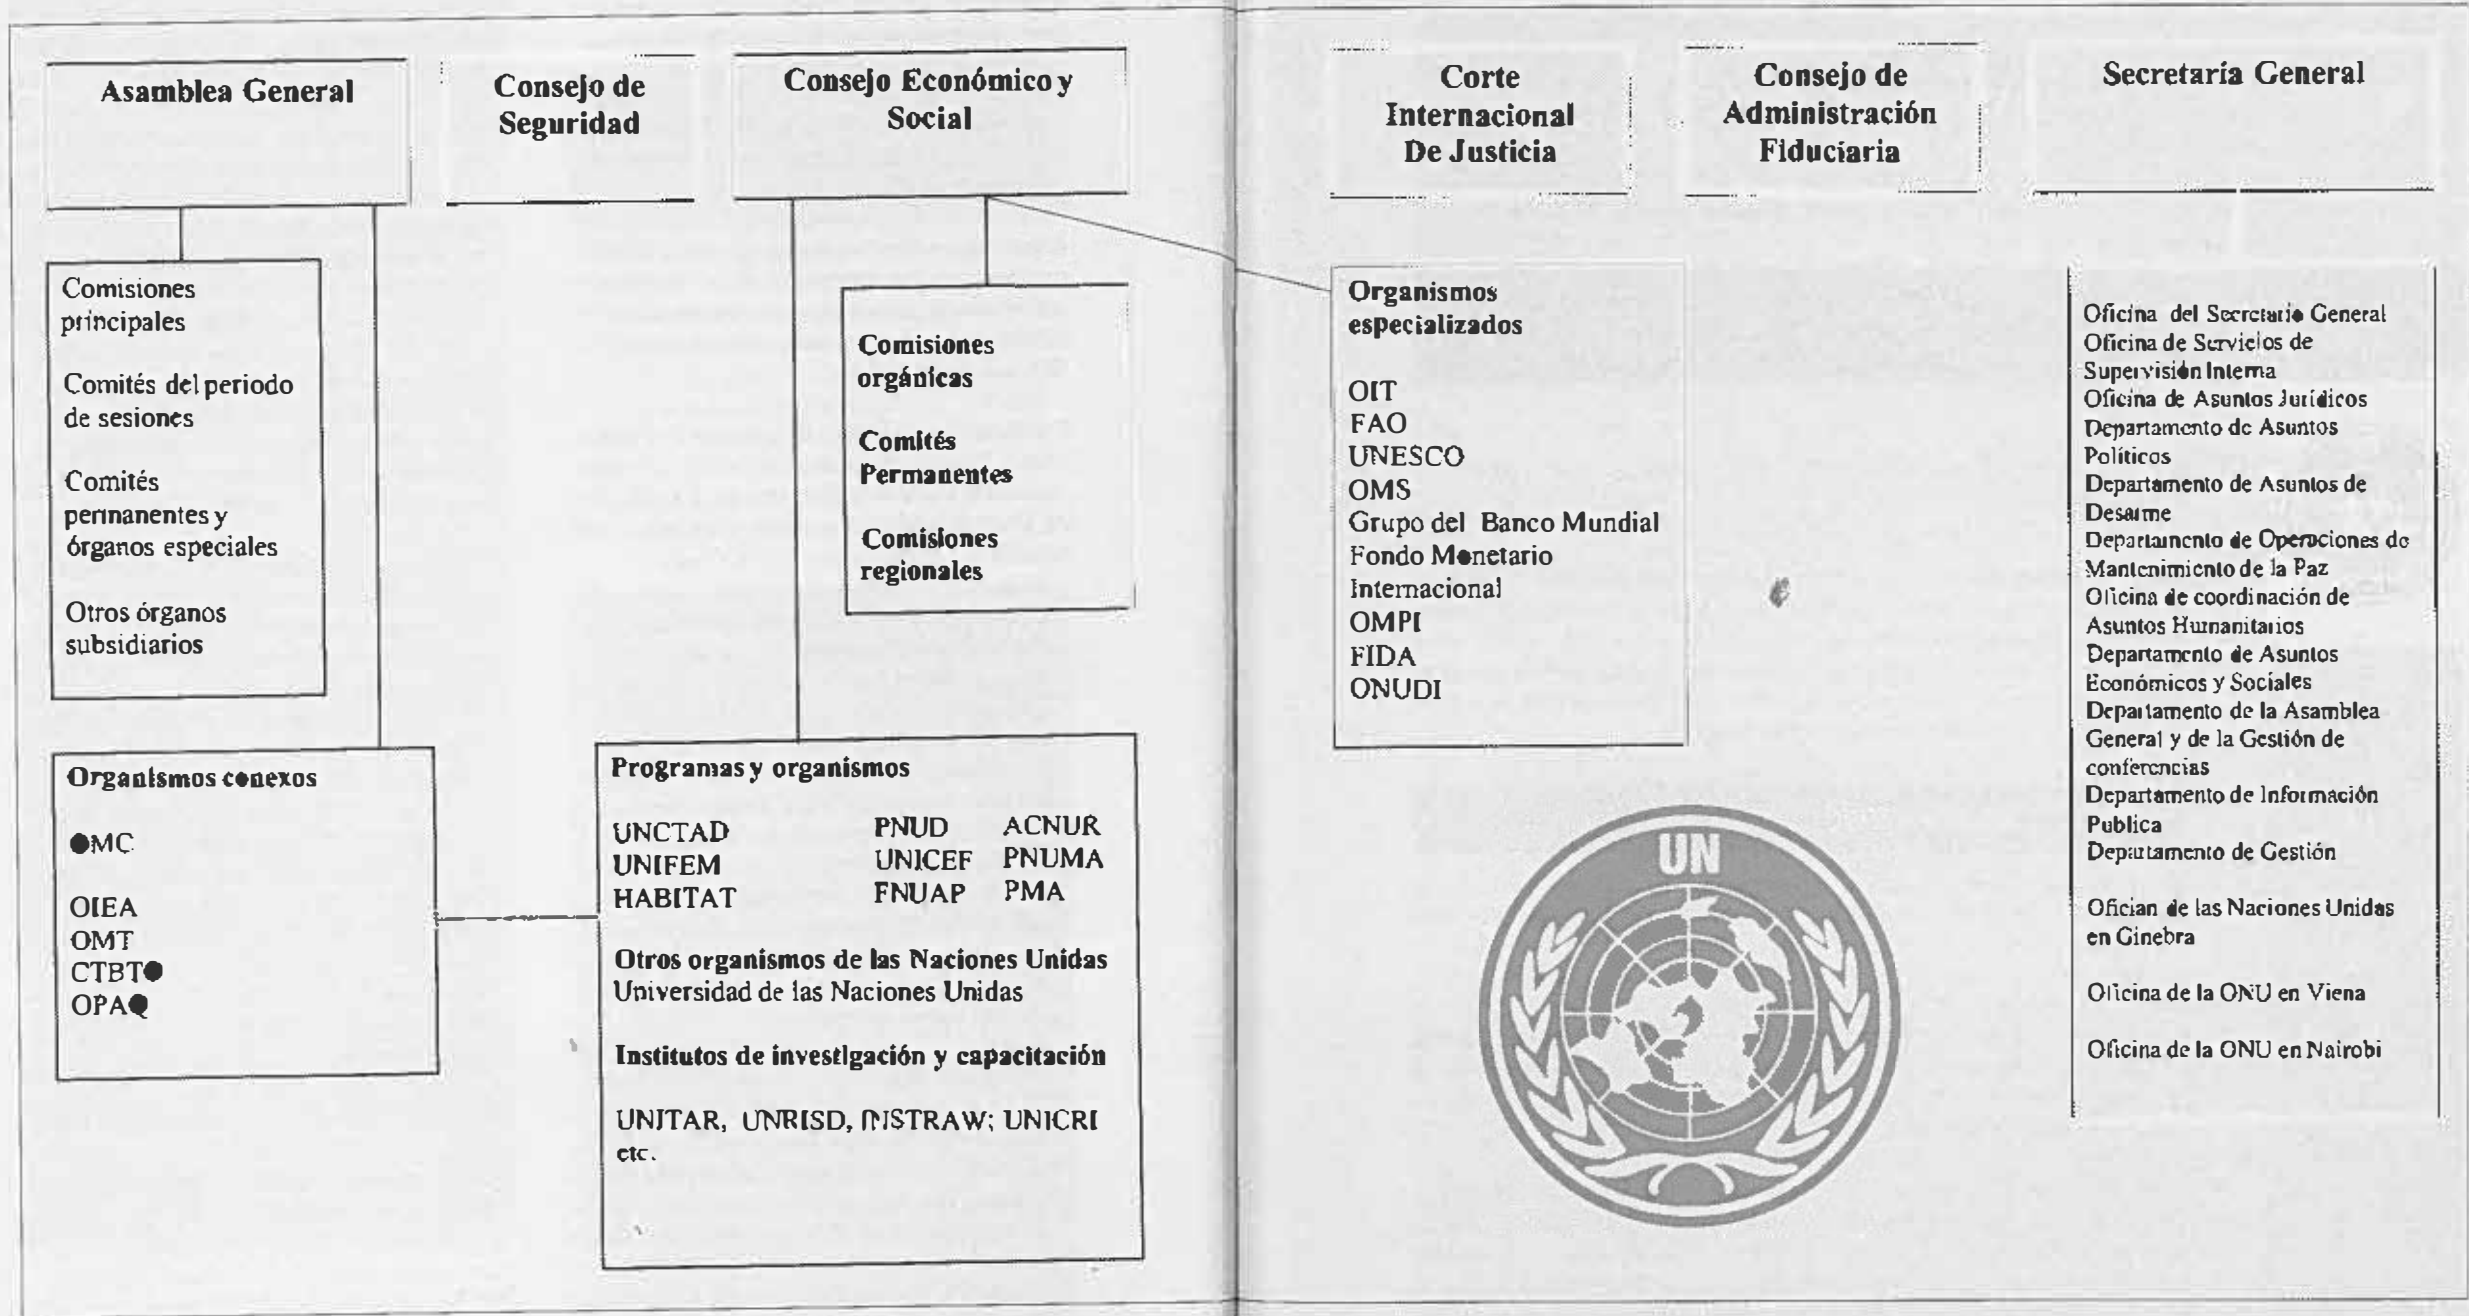 Asamblea General
Consejo de
Seguridad
Consejo Económico y
Social
Corte
Internacional
De Justicia
Consejo de
Administración
Fiduciaria
Secretaría General
Comisiones
principales
Comités del periodo
de sesiones
Comités
permanentes y
órganos especiales
Otros órganos
subsidiarios
Comisiones
orgánicas
Comités
Permanentes
Comisiones
regionales
Organismos
especializados
OIT
FAO
UNESCO
OMS
Grupo del Banco Mundial
Fondo Monetario
Internacional
OMPI
FIDA
ONUDI
Oficina del Secretario General
Oficina de Servicios de
Supervisión Interna
Oficina de Asuntos Jurídicos
Departamento de Asuntos
Políticos
Departamento de Asuntos de
Desarme
Departamento de Operaciones de
Mantenimiento de la Paz
Oficina de coordinación de
Asuntos Humanitarios
Departamento de Asuntos
Económicos y Sociales
Departamento de la Asamblea
General y de la Gestión de
conferencias
Departamento de Información
Publica
Departamento de Gestión
Ofician de las Naciones Unidas
en Ginebra
Oficina de la ONU en Viena
Oficina de la ONU en Nairobi
Organismos conexos
OMC
OIEA
OMT
CTBTO
OPAQ
Programas y organismos
UNCTAD PNUD ACNUR
UNIFEM UNICEF PNUMA
HABITAT FNUAP PMA
Otros organismos de las Naciones Unidas
Universidad de las Naciones Unidas
Institutos de investigación y capacitación
UNITAR, UNRISD, INSTRAW; UNICRI
etc.
UN